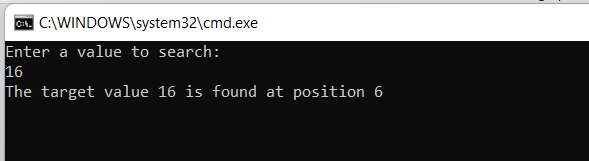 C:\WINDOWS\system32\cmd.exe
Enter a value to search:
16
The target value 16 is found at position 6